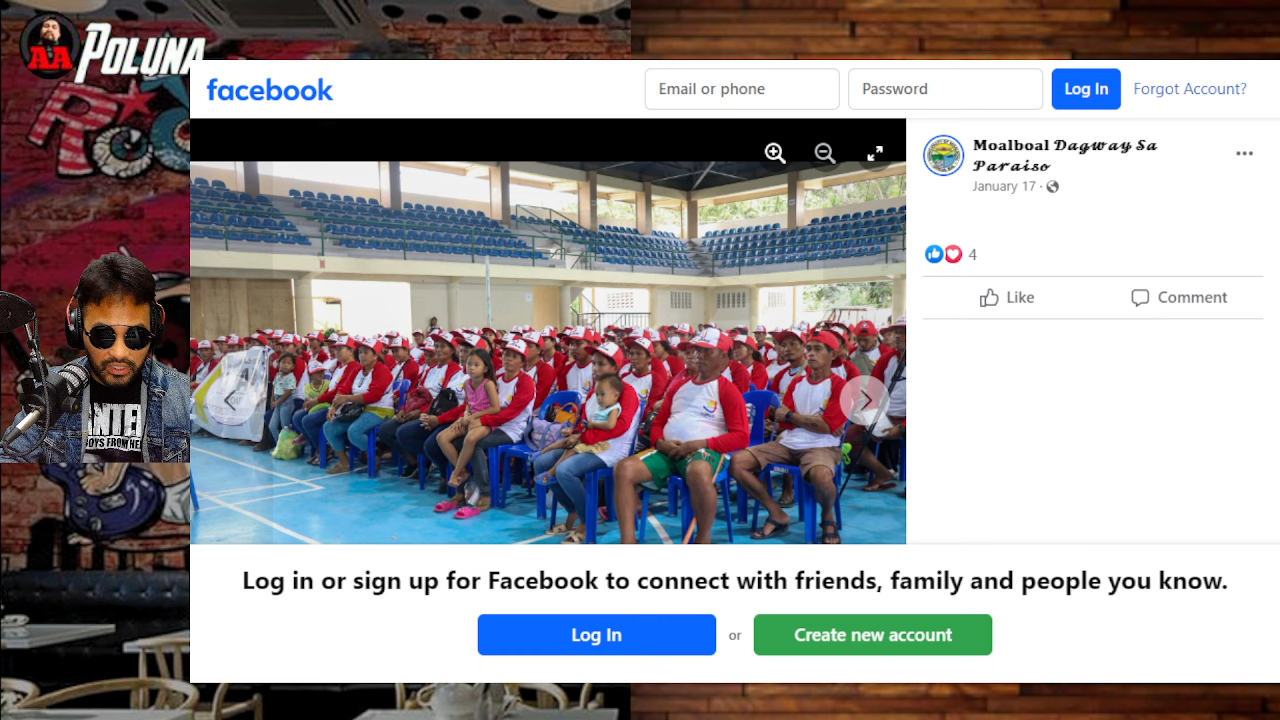 AA POLUNA
facebook
Email or phone
Password
Log In
Forgot Account?
Moalboal 𝓓𝓪𝓰𝔀𝓪𝔂 𝓢𝓪
𝓟𝓪𝓻𝓪𝓲𝓼𝓸
January 17 ·
4
Like
Comment
Log in or sign up for Facebook to connect with friends, family and people you know.
Log In
or
Create new account